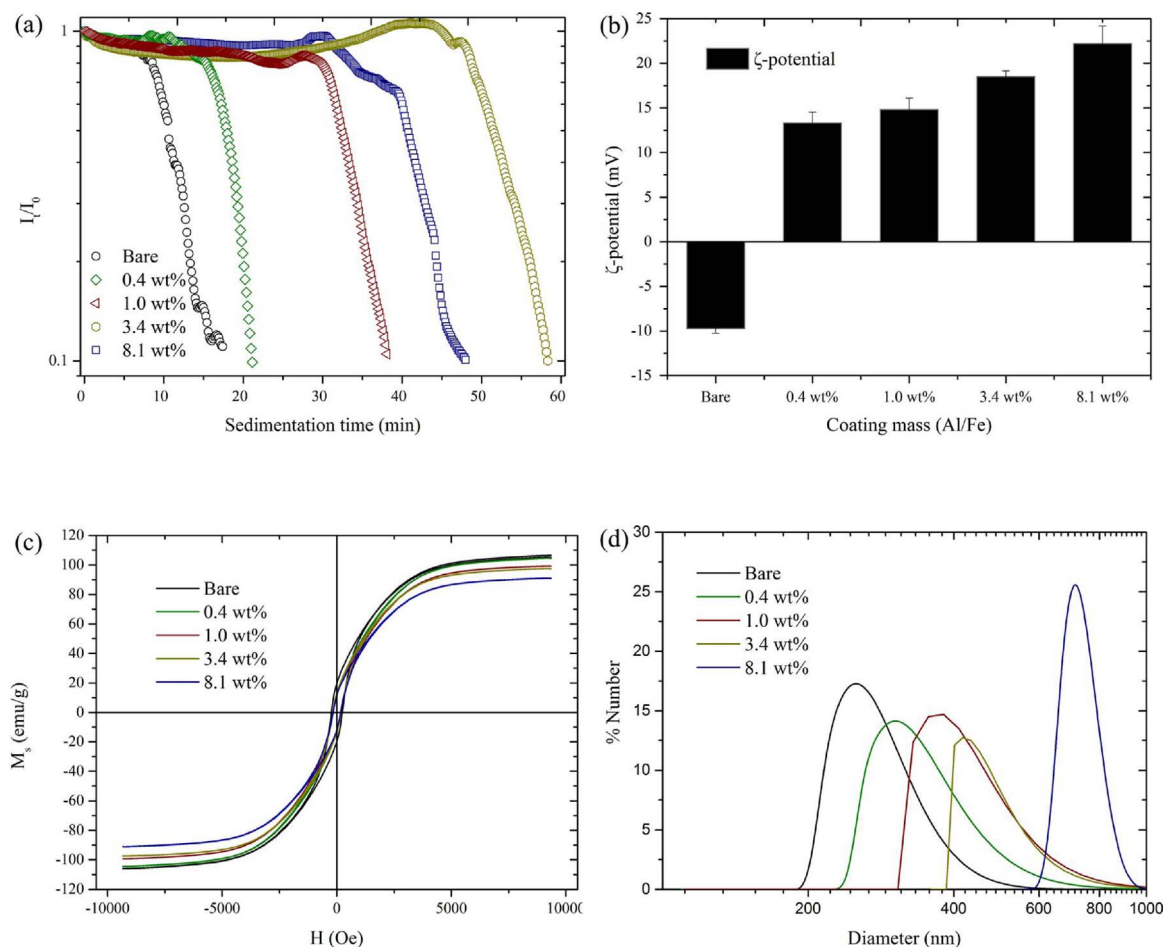 (a)
1
0.1
I_t/I_0
Bare
0.4 wt%
1.0 wt%
3.4 wt%
8.1 wt%
0 10 20 30 40 50 60
Sedimentation time (min)
(b)
25
20
15
10
5
0
-5
-10
-15
ζ-potential (mV)
ζ-potential
Bare 0.4 wt% 1.0 wt% 3.4 wt% 8.1 wt%
Coating mass (Al/Fe)
(c)
120
100
80
60
40
20
0
-20
-40
-60
-80
-100
-120
M_s (emu/g)
Bare
0.4 wt%
1.0 wt%
3.4 wt%
8.1 wt%
-10000 -5000 0 5000 1000
H (Oe)
(d)
30
25
20
15
10
5
0
% Number
Bare
0.4 wt%
1.0 wt%
3.4 wt%
8.1 wt%
200 400 600 800 1000
Diameter (nm)